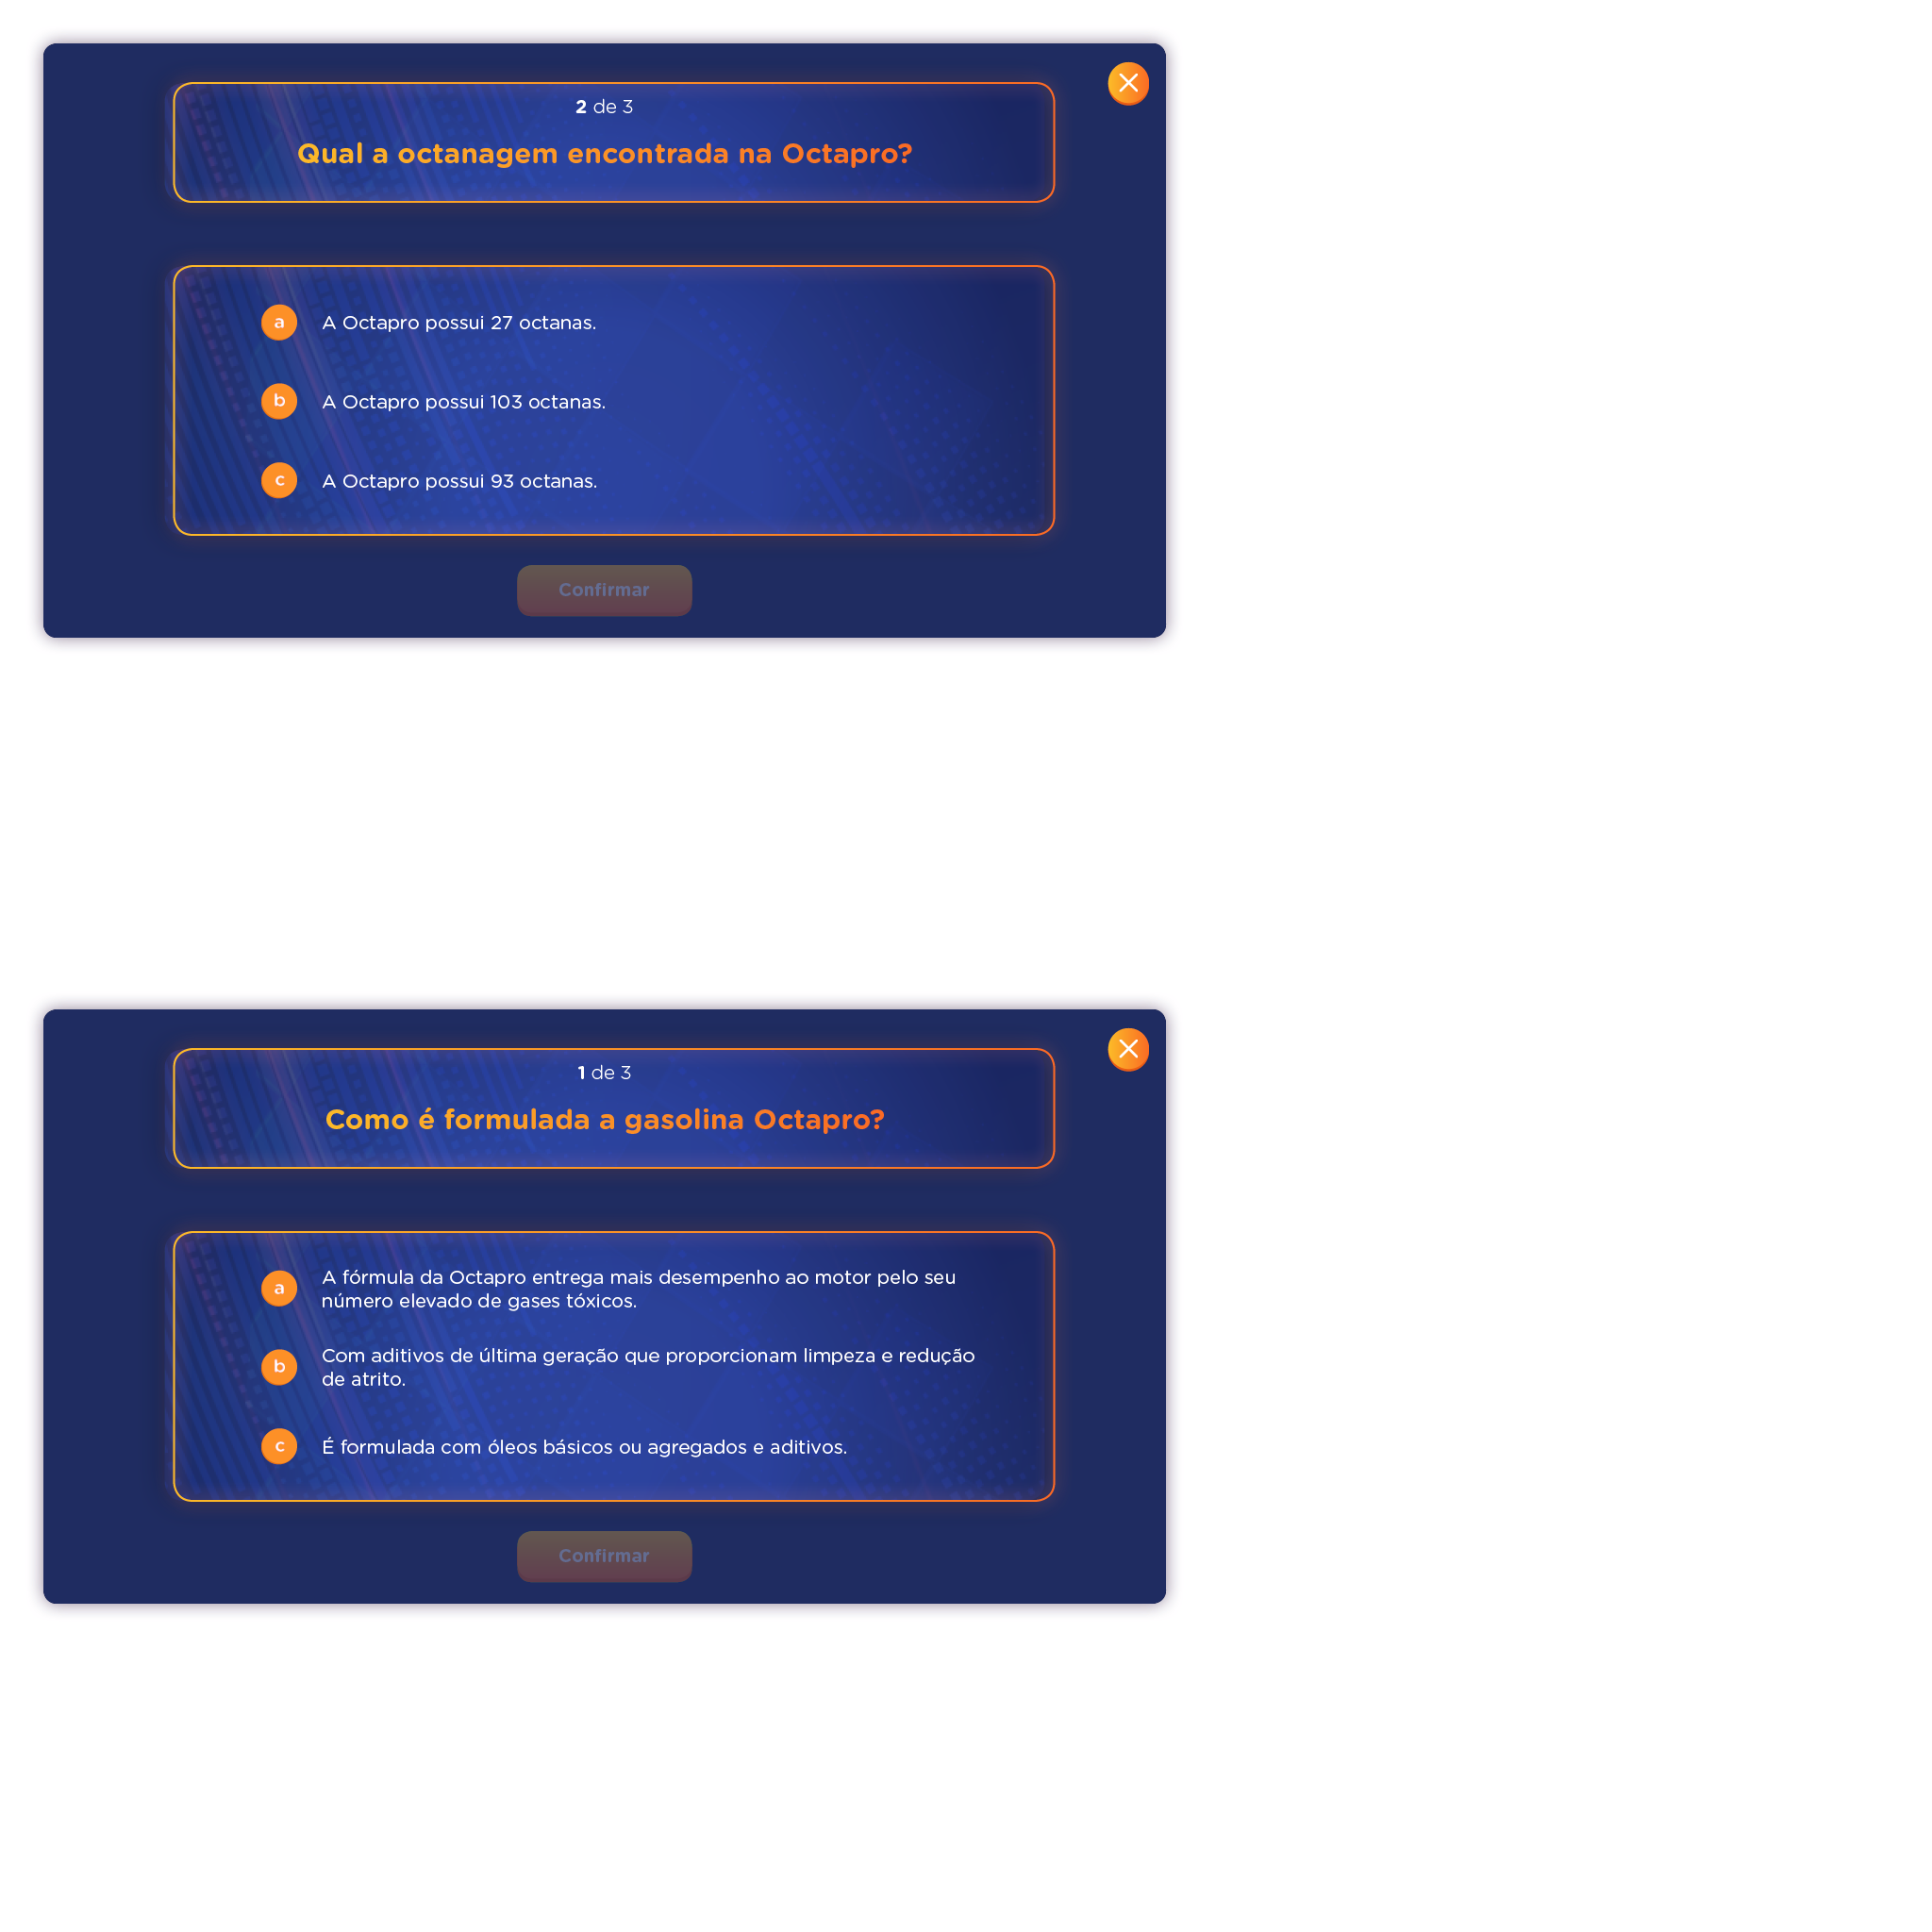 2 de 3
Qual a octanagem encontrada na Octapro?
a
A Octapro possui 27 octanas.
b
A Octapro possui 103 octanas.
c
A Octapro possui 93 octanas.
Confirmar
1 de 3
Como é formulada a gasolina Octapro?
a
A fórmula da Octapro entrega mais desempenho ao motor pelo seu
número elevado de gases tóxicos.
b
Com aditivos de última geração que proporcionam limpeza e redução
de atrito.
c
É formulada com óleos básicos ou agregados e aditivos.
Confirmar